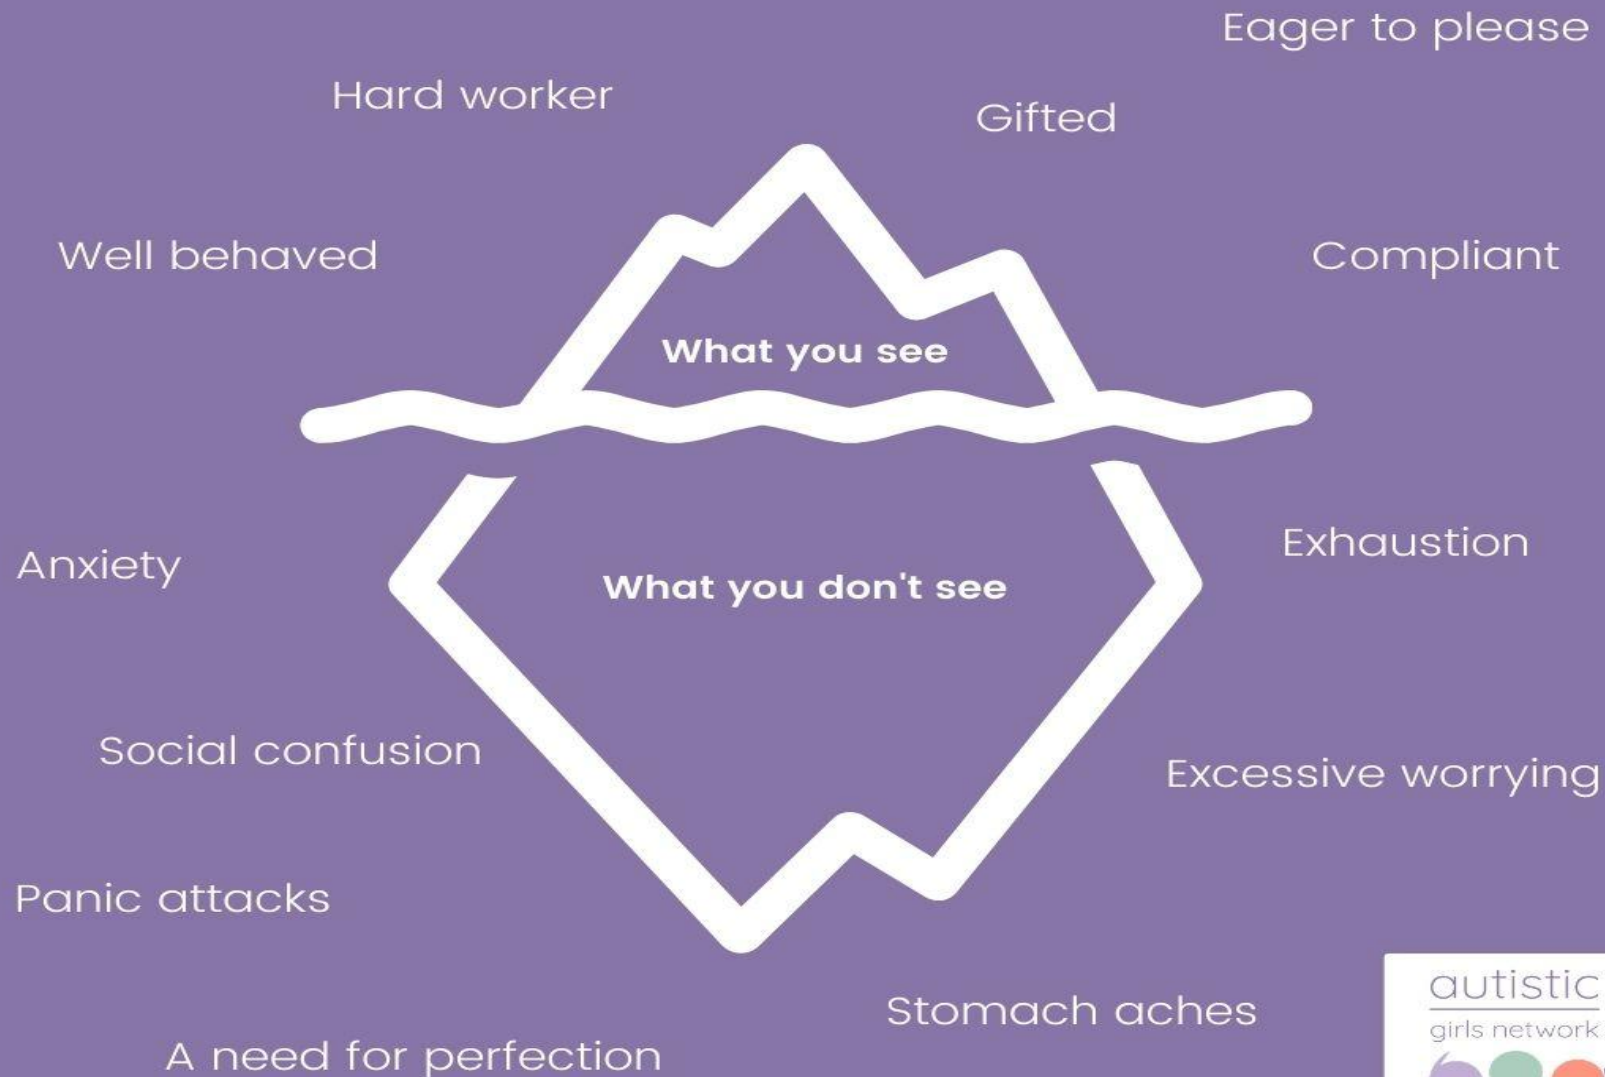 Eager to please
Hard worker
Gifted
Well behaved
Compliant
What you see
Exhaustion
Anxiety
What you don't see
Social confusion
Excessive worrying
Panic attacks
Stomach aches
A need for perfection
autistic
girls network